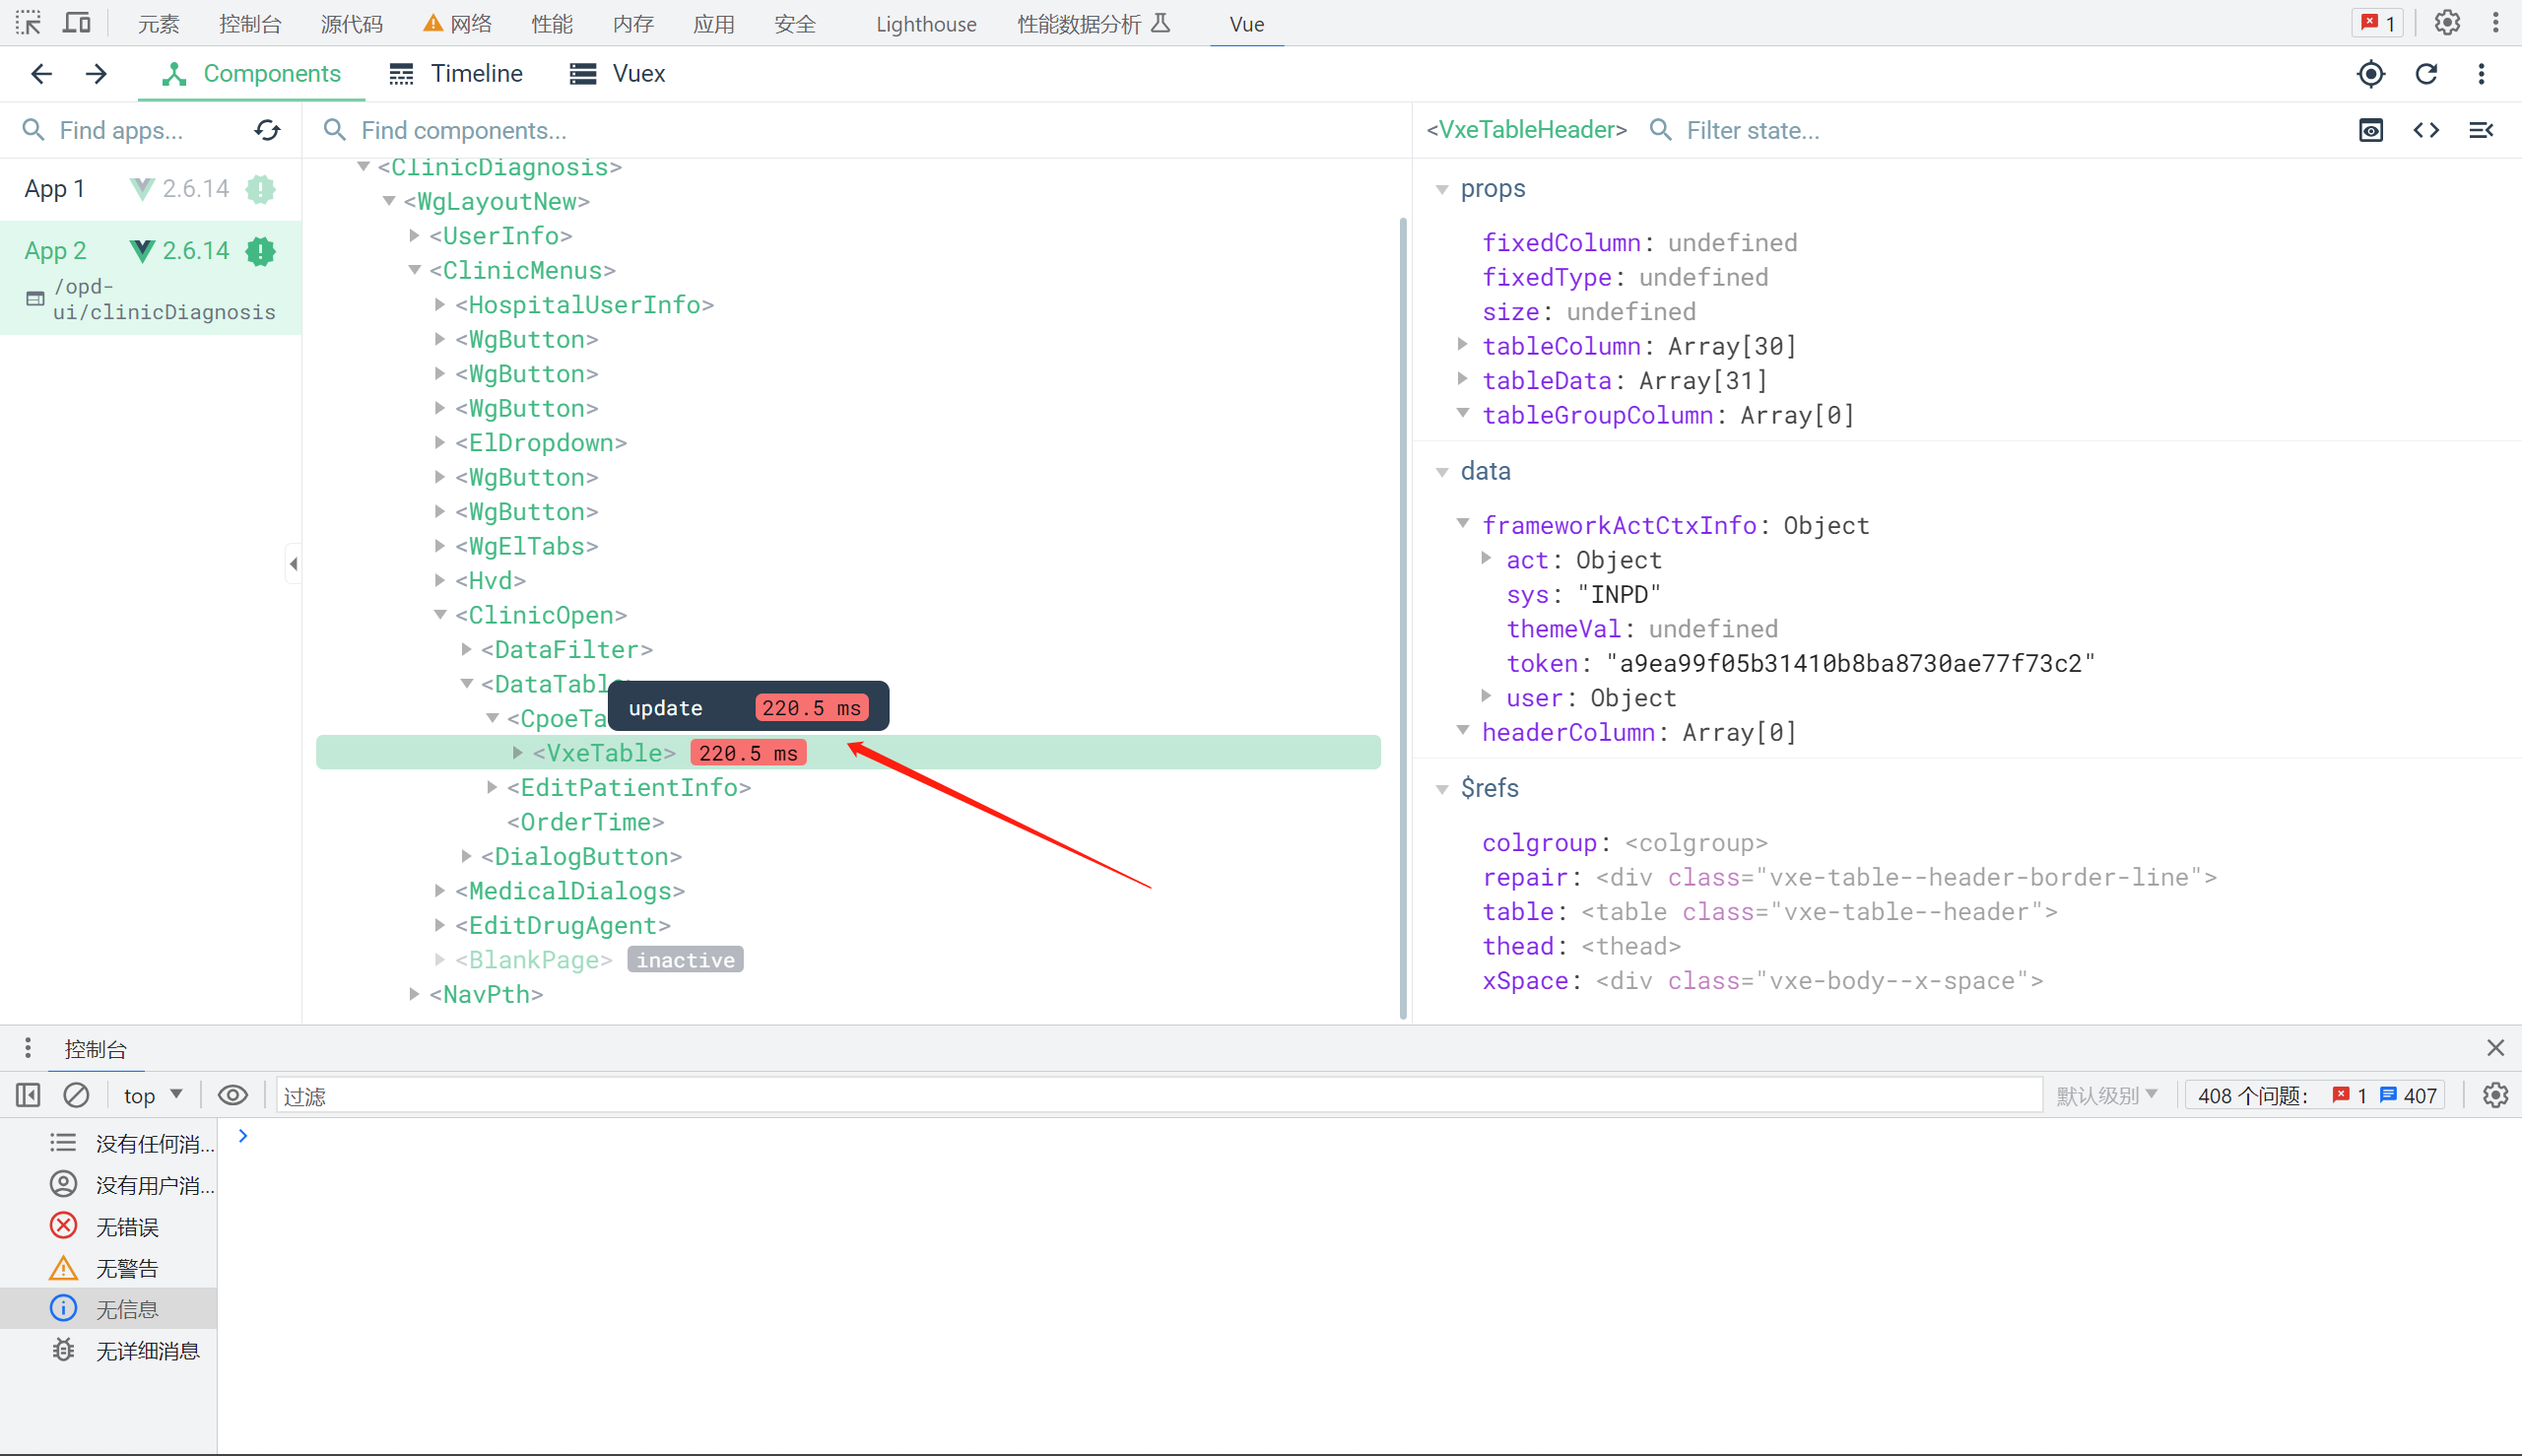 元素 控制台 源代码 网络 性能 内存 应用 安全 Lighthouse 性能数据分析 Vue 1
Components Timeline Vuex
Find apps...
App 1 2.6.14
App 2 2.6.14
/opd-
ui/clinicDiagnosis
Find components...
<ClinicDiagnosis>
<WgLayoutNew>
<UserInfo>
<ClinicMenus>
<HospitalUserInfo>
<WgButton>
<WgButton>
<WgButton>
<ElDropdown>
<WgButton>
<WgButton>
<WgElTabs>
<Hvd>
<ClinicOpen>
<DataFilter>
<DataTabl
update 220.5 ms
<CpoeTa
<VxeTable> 220.5 ms
<EditPatientInfo>
<OrderTime>
<DialogButton>
<MedicalDialogs>
<EditDrugAgent>
<BlankPage> inactive
<NavPth>
<VxeTableHeader> Filter state...
props
fixedColumn: undefined
fixedType: undefined
size: undefined
tableColumn: Array[30]
tableData: Array[31]
tableGroupColumn: Array[0]
data
frameworkActCtxInfo: Object
act: Object
sys: "INPD"
themeVal: undefined
token: "a9ea99f05b31410b8ba8730ae77f73c2"
user: Object
headerColumn: Array[0]
$refs
colgroup: <colgroup>
repair: <div class="vxe-table--header-border-line">
table: <table class="vxe-table--header">
thead: <thead>
xSpace: <div class="vxe-body--x-space">
控制台
top 过滤 默认级别 408 个问题： 1 407
没有任何消...
没有用户消...
无错误
无警告
无信息
无详细消息